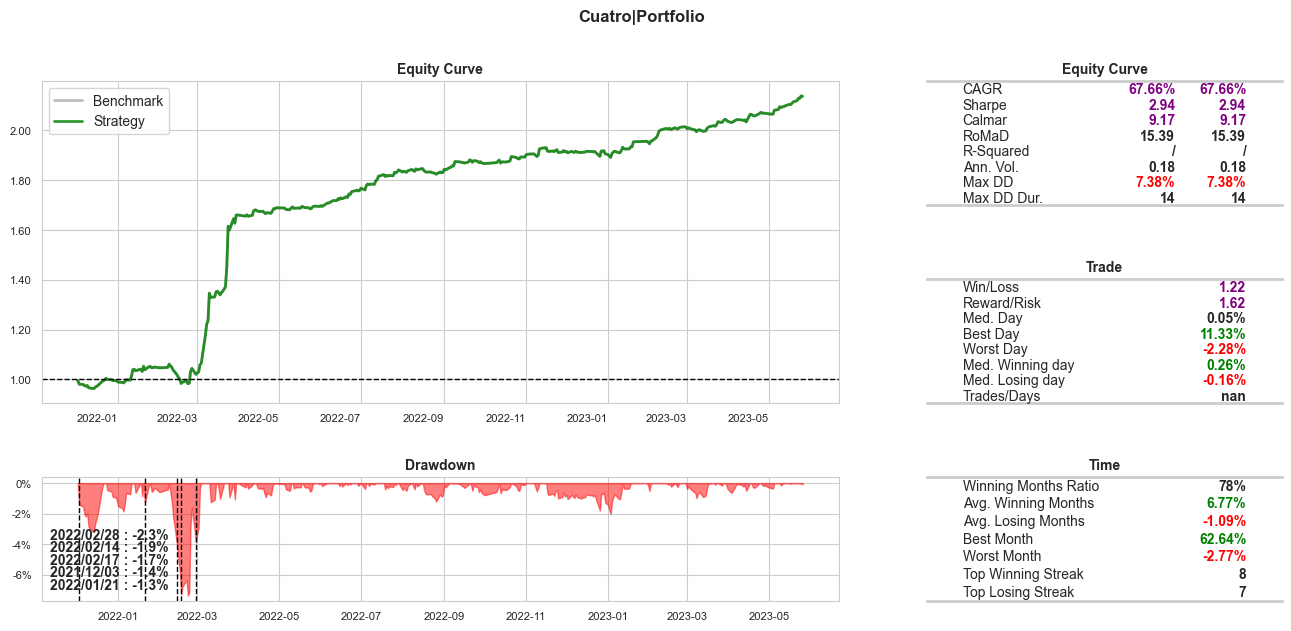 Cuatro|Portfolio
Equity Curve
Benchmark
Strategy
2.00
1.80
1.60
1.40
1.20
1.00
2022-01 2022-03 2022-05 2022-07 2022-09 2022-11 2023-01 2023-03 2023-05
Equity Curve
CAGR 67.66% 67.66%
Sharpe 2.94 2.94
Calmar 9.17 9.17
RoMaD 15.39 15.39
R-Squared / /
Ann. Vol. 0.18 0.18
Max DD 7.38% 7.38%
Max DD Dur. 14 14
Trade
Win/Loss 1.22
Reward/Risk 1.62
Med. Day 0.05%
Best Day 11.33%
Worst Day -2.28%
Med. Winning day 0.26%
Med. Losing day -0.16%
Trades/Days nan
Drawdown
0%
-2%
-4%
-6%
2022/02/28 : -2.3%
2022/02/14 : -1.9%
2022/02/17 : -1.7%
2021/12/03 : -1.4%
2022/01/21 : -1.3%
2022-01 2022-03 2022-05 2022-07 2022-09 2022-11 2023-01 2023-03 2023-05
Time
Winning Months Ratio 78%
Avg. Winning Months 6.77%
Avg. Losing Months -1.09%
Best Month 62.64%
Worst Month -2.77%
Top Winning Streak 8
Top Losing Streak 7